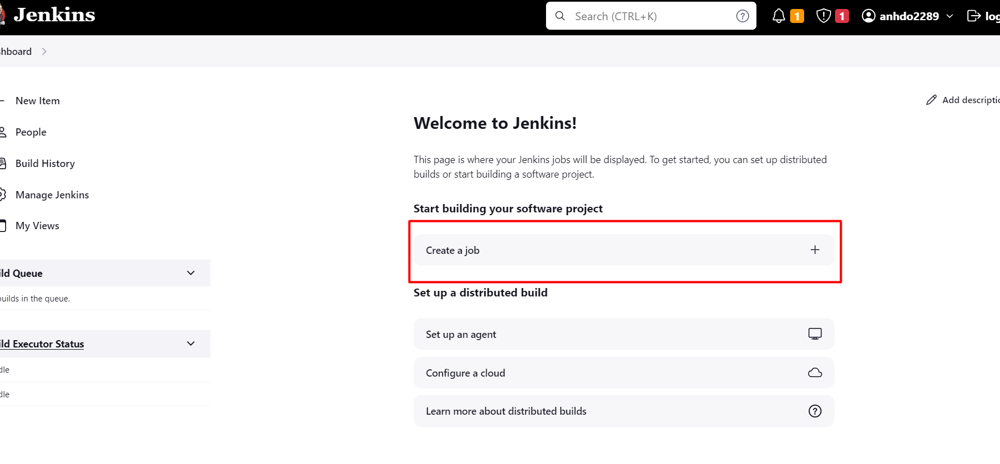 Jenkins
Search (CTRL+K)
1
1
anhdo2289
log
hboard
New Item
People
Build History
Manage Jenkins
My Views
ld Queue
uilds in the queue.
ld Executor Status
dle
dle
Add descriptio
Welcome to Jenkins!
This page is where your Jenkins jobs will be displayed. To get started, you can set up distributed
builds or start building a software project.
Start building your software project
Create a job
Set up a distributed build
Set up an agent
Configure a cloud
Learn more about distributed builds